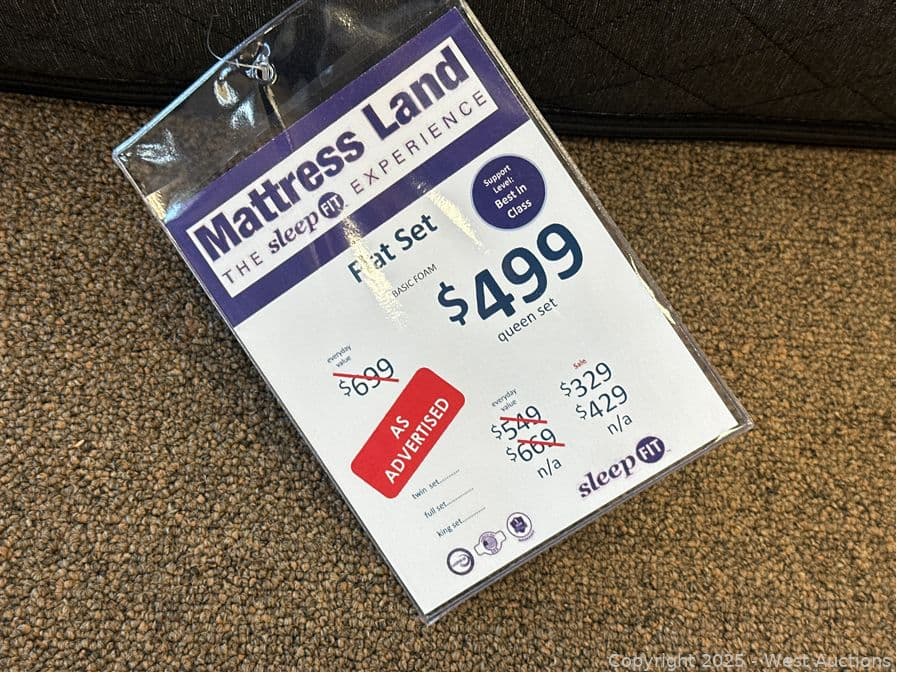 Mattress Land
THE sleep FIT EXPERIENCE
Support
Level:
Best in
Class
Flat Set
BASIC FOAM
$499
queen set
everyday
value
$699
AS
ADVERTISED
everyday
value
Sale
twin set.......... $549 $329
full set.......... $669 $429
king set.......... n/a n/a
sleep FIT
Copyright 2025 - West Auctions